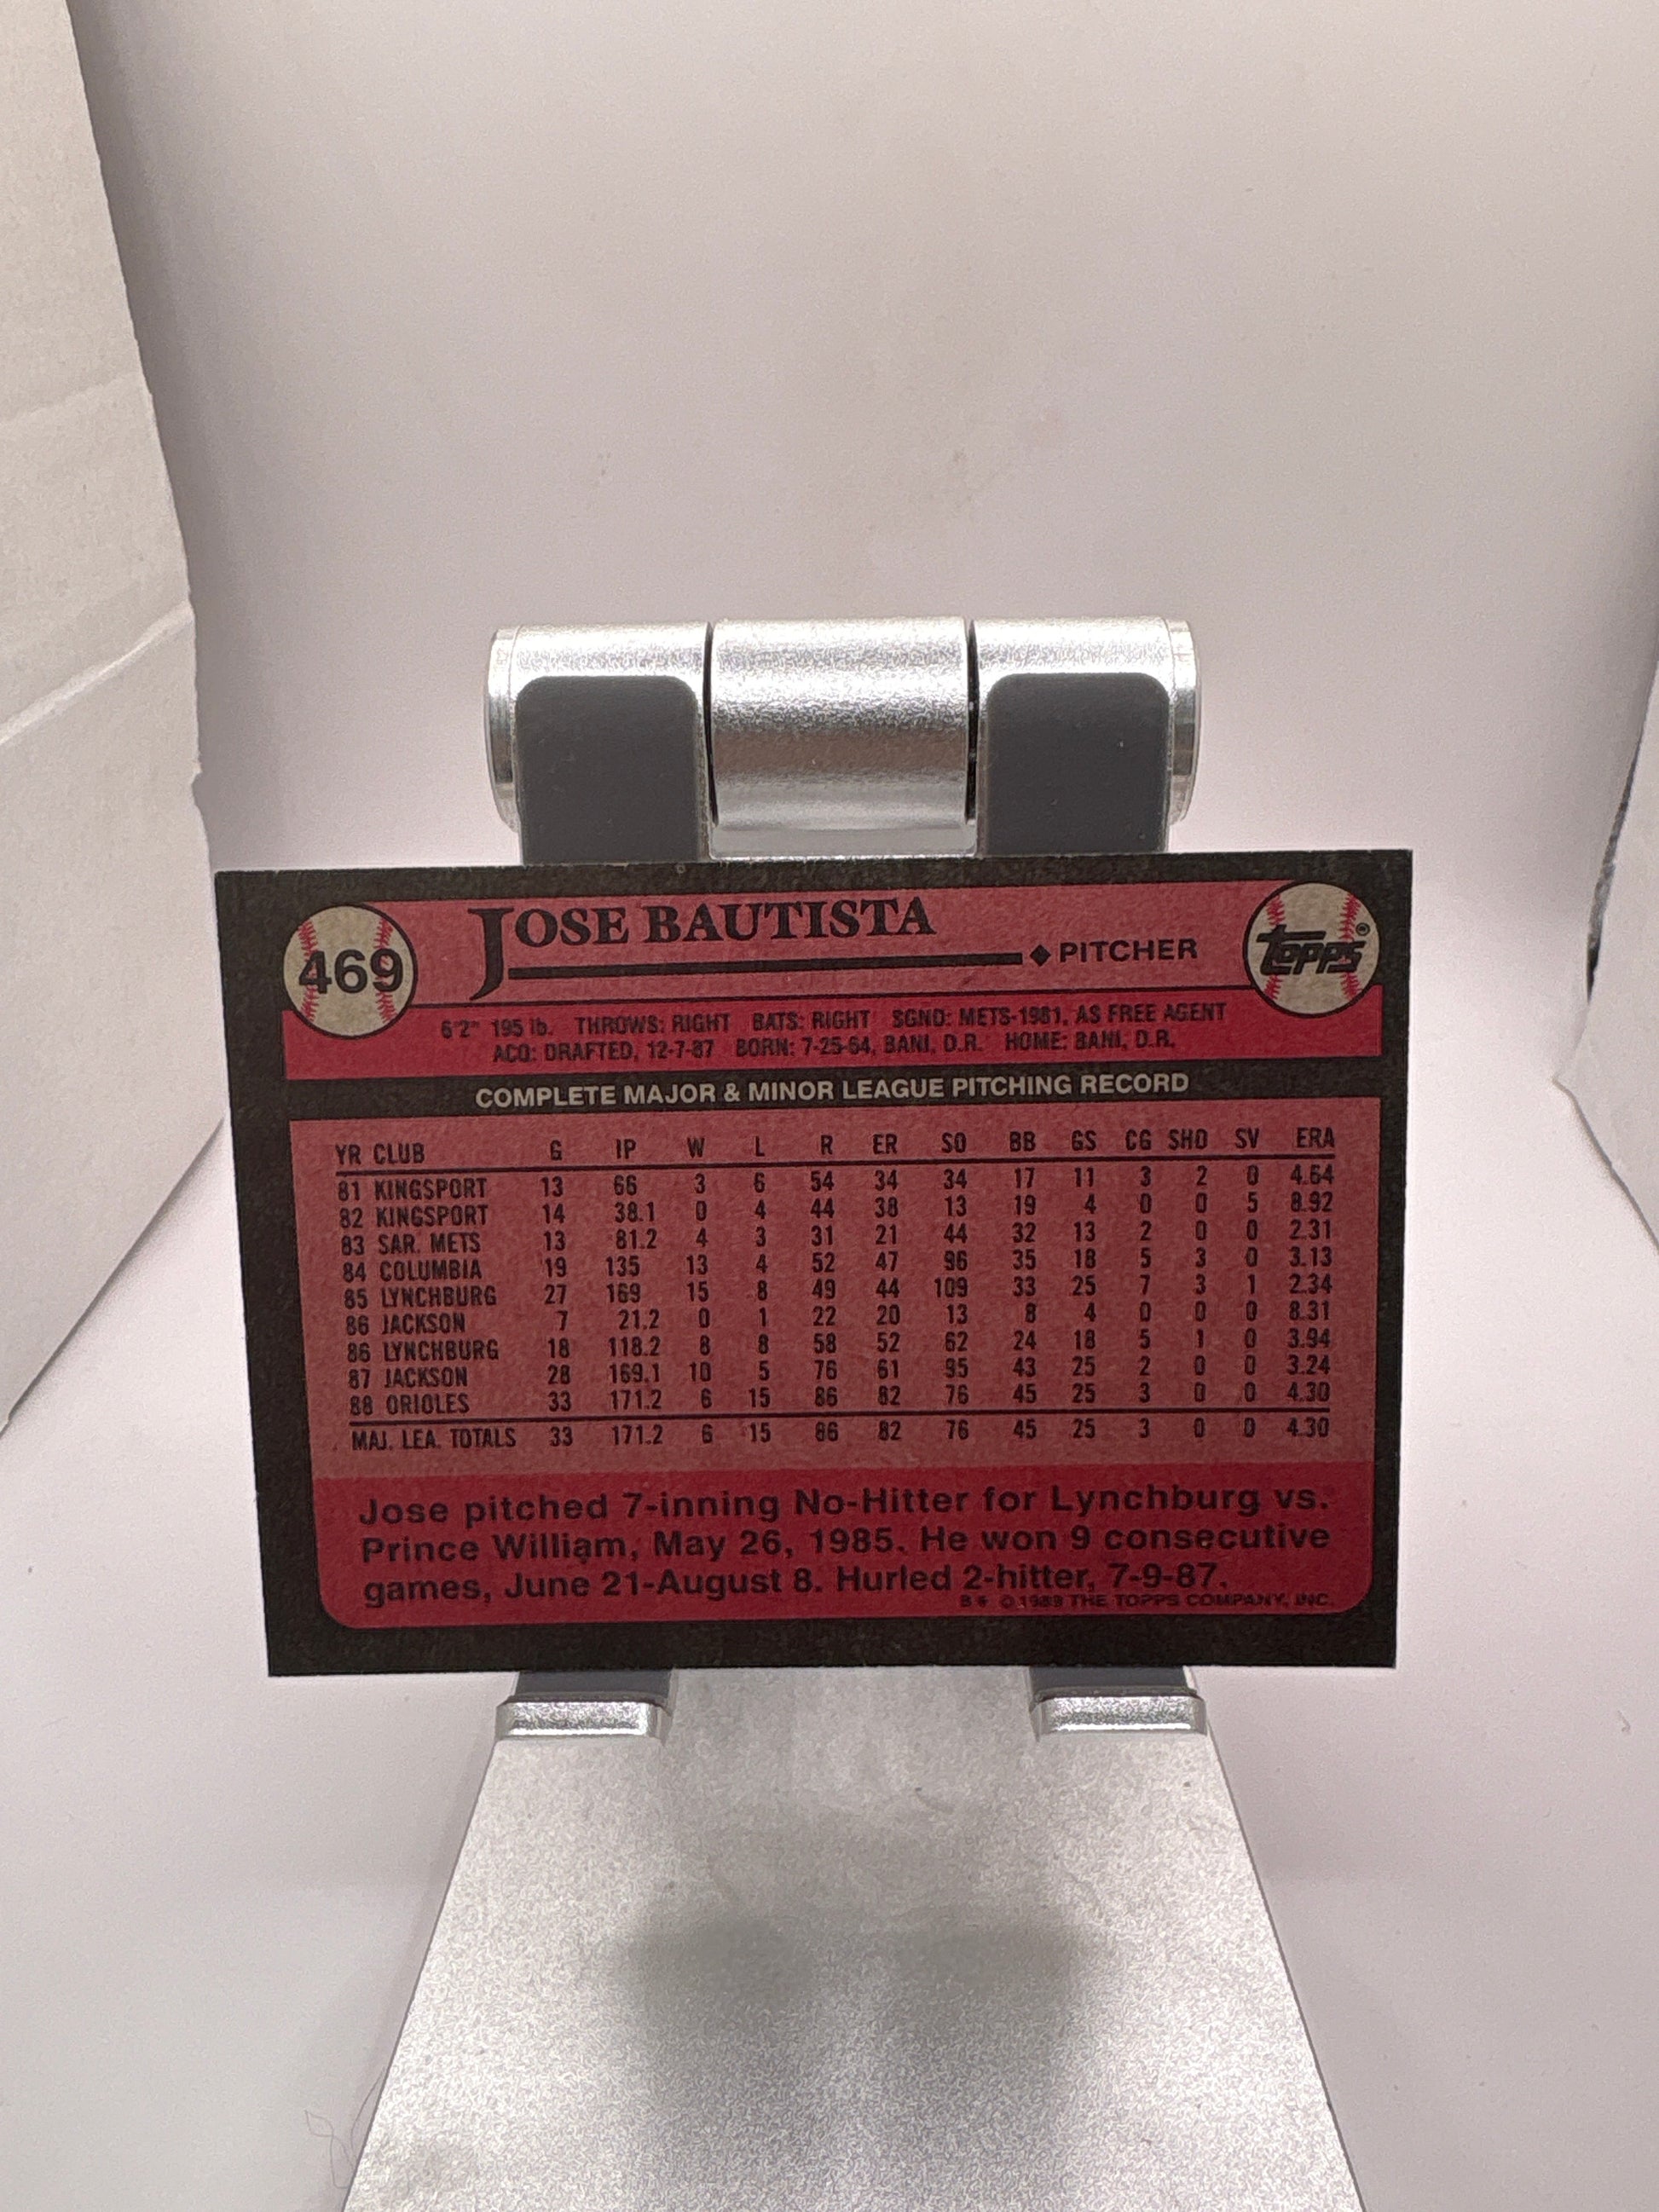 469
JOSE BAUTISTA
◆ PITCHER
topps®
6'2" 195 lb. THROWS: RIGHT BATS: RIGHT SGND: METS-1981, AS FREE AGENT
ACQ: DRAFTED, 12-7-87 BORN: 7-25-64, BANI, D.R. HOME: BANI, D.R.
COMPLETE MAJOR & MINOR LEAGUE PITCHING RECORD
YR CLUB G IP W L R ER SO BB GS CG SHO SV ERA
81 KINGSPORT 13 66 3 6 54 34 34 17 11 3 2 0 4.64
82 KINGSPORT 14 38.1 0 4 44 38 13 19 4 0 0 5 8.92
83 SAR. METS 13 81.2 4 3 31 21 44 32 13 2 0 0 2.31
84 COLUMBIA 19 135 13 4 52 47 96 35 18 5 3 0 3.13
85 LYNCHBURG 27 169 15 8 49 44 109 33 25 7 3 1 2.34
86 JACKSON 7 21.2 0 1 22 20 13 8 4 0 0 0 8.31
86 LYNCHBURG 18 118.2 8 8 58 52 62 24 18 5 1 0 3.94
87 JACKSON 28 169.1 10 5 76 61 95 43 25 2 0 0 3.24
88 ORIOLES 33 171.2 6 15 86 82 76 45 25 3 0 0 4.30
MAJ. LEA. TOTALS 33 171.2 6 15 86 82 76 45 25 3 0 0 4.30
Jose pitched 7-inning No-Hitter for Lynchburg vs.
Prince William, May 26, 1985. He won 9 consecutive
games, June 21-August 8. Hurled 2-hitter, 7-9-87.
B* © 1989 THE TOPPS COMPANY, INC.